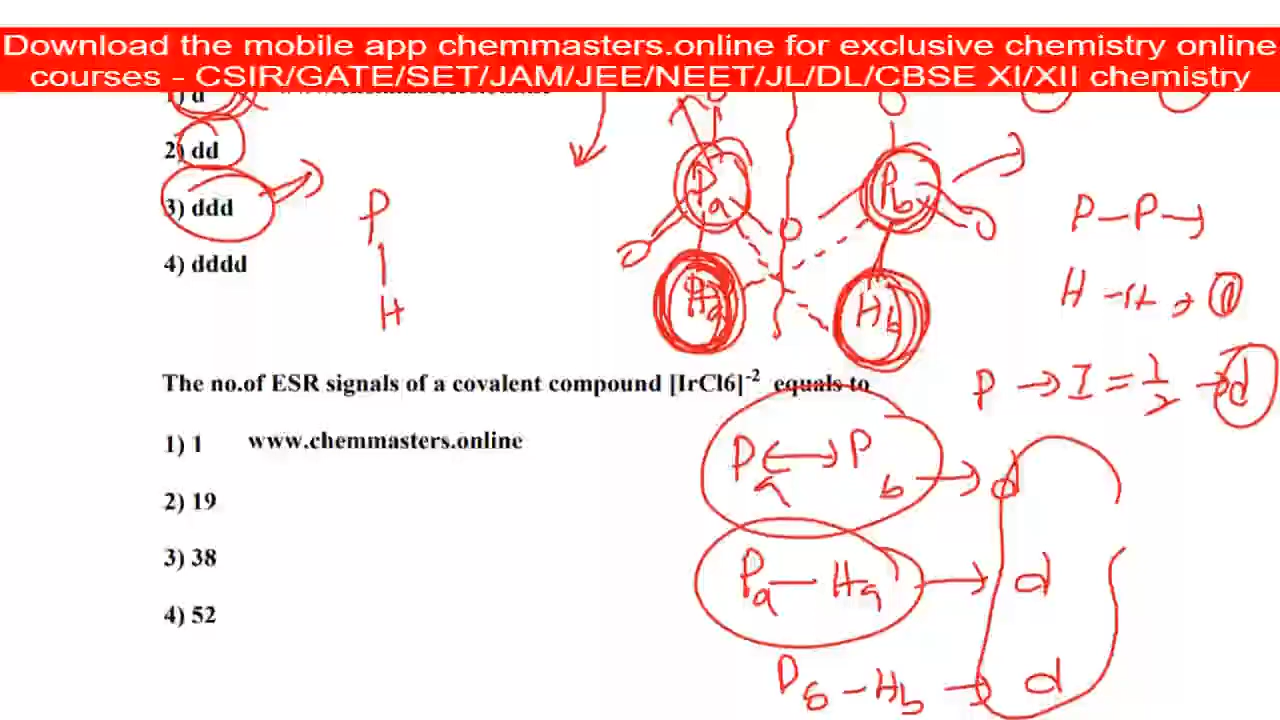 Download the mobile app chemmasters.online for exclusive chemistry online
courses - CSIR/GATE/SET/JAM/JEE/NEET/JL/DL/CBSE XI/XII chemistry
1) d
2) dd
3) ddd
4) dddd
P
H
Pa
Pb
Ha
Hb
P-P→
H-H→
P → I = 1/2 → d
The no.of ESR signals of a covalent compound [IrCl6]-2 equals to
1) 1 www.chemmasters.online
2) 19
3) 38
4) 52
Pa ↔ Pb → d
Pa - Ha → d
Pb - Hb → d